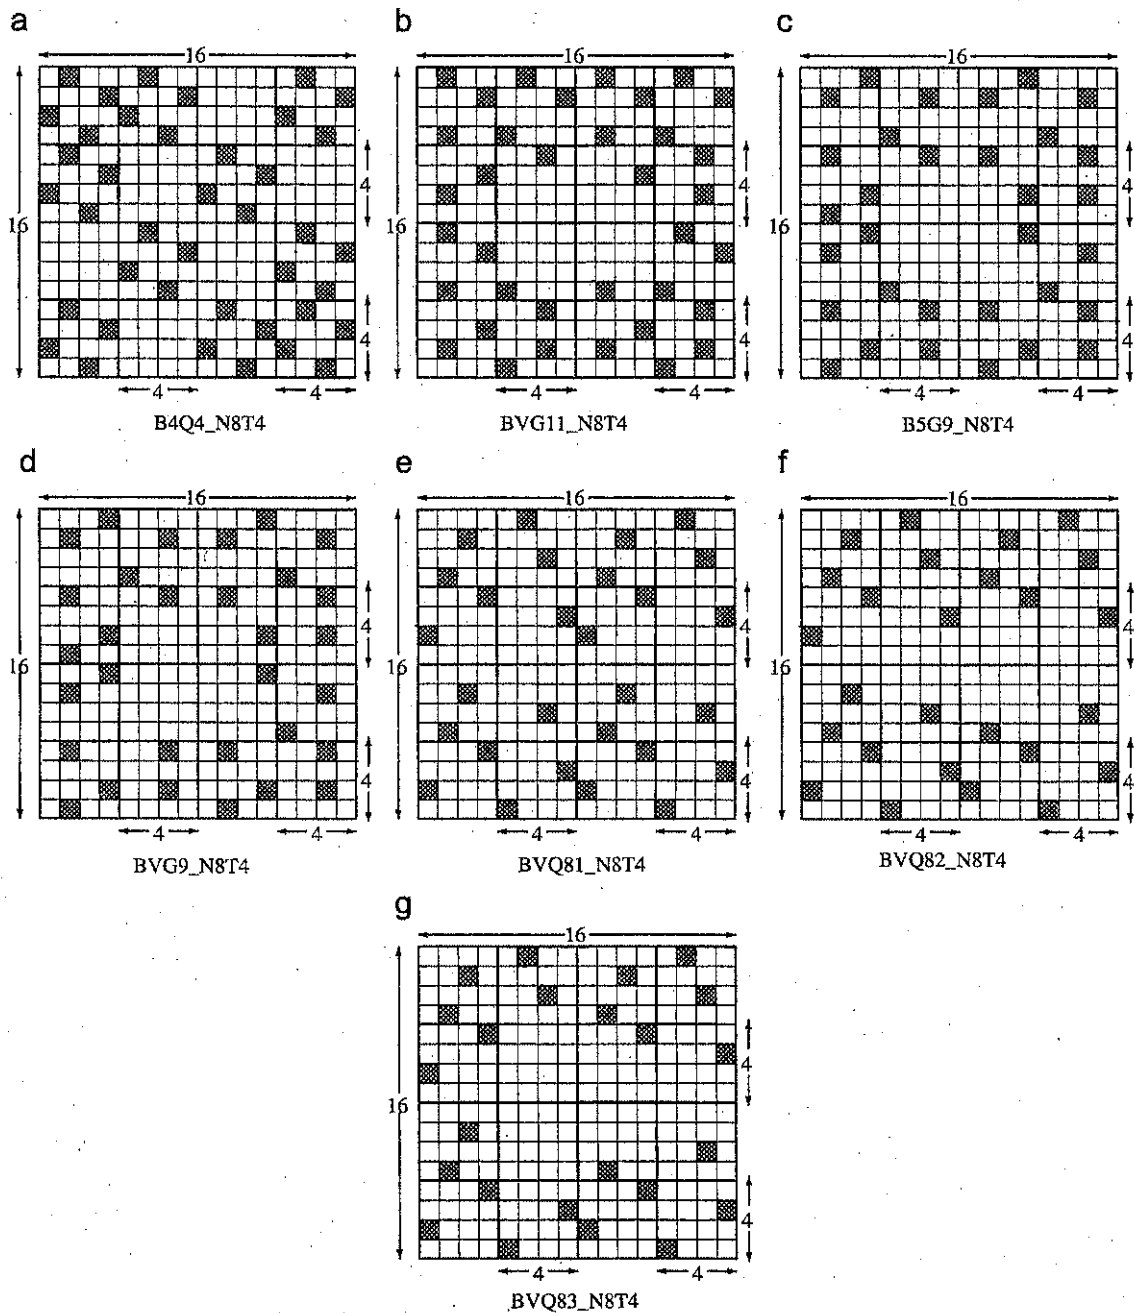 a b c
16 16 16
16 4 4 4 4
16 4 4 4 4
16 4 4 4 4
B4Q4_N8T4 BVG11_N8T4 B5G9_N8T4
d e f
16 16 16
16 4 4 4 4
16 4 4 4 4
16 4 4 4 4
BVG9_N8T4 BVQ81_N8T4 BVQ82_N8T4
g
16
16 4 4 4 4
BVQ83_N8T4